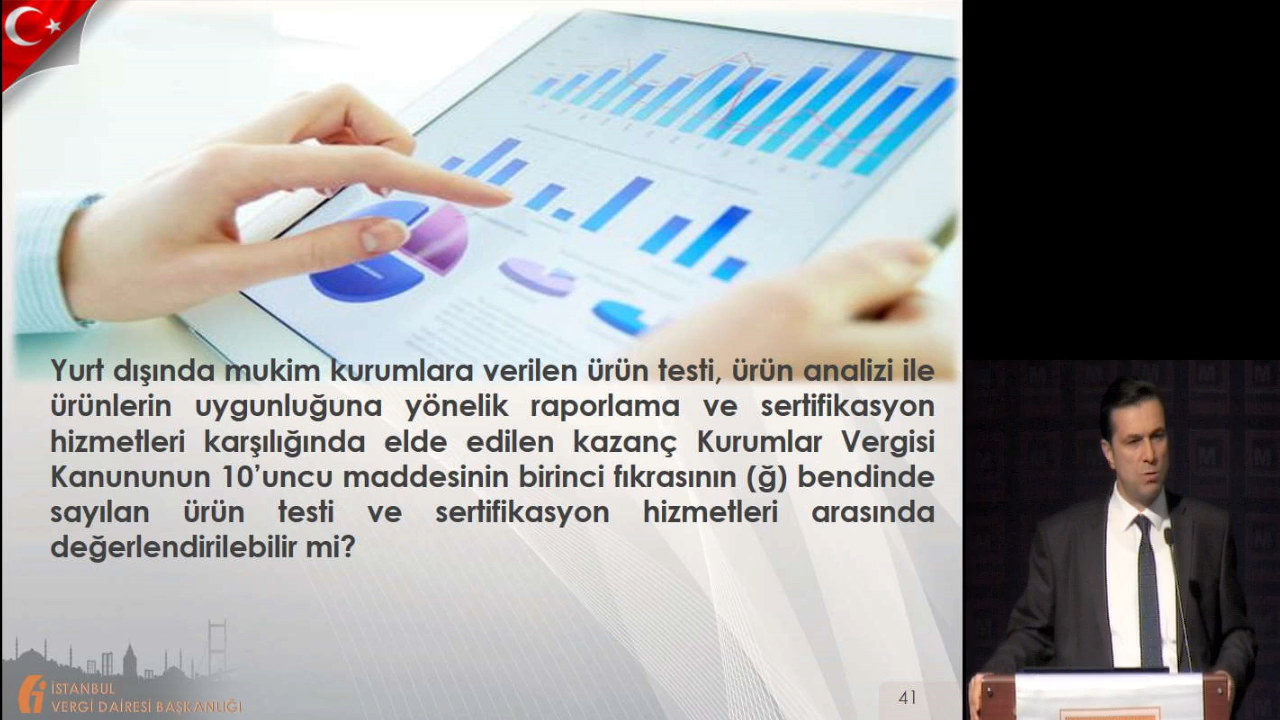 Yurt dışında mukim kurumlara verilen ürün testi, ürün analizi ile
ürünlerin uygunluğuna yönelik raporlama ve sertifikasyon
hizmetleri karşılığında elde edilen kazanç Kurumlar Vergisi
Kanununun 10'uncu maddesinin birinci fıkrasının (ğ) bendinde
sayılan ürün testi ve sertifikasyon hizmetleri arasında
değerlendirilebilir mi?
İSTANBUL
VERGİ DAİRESİ BAŞKANLIĞI
41